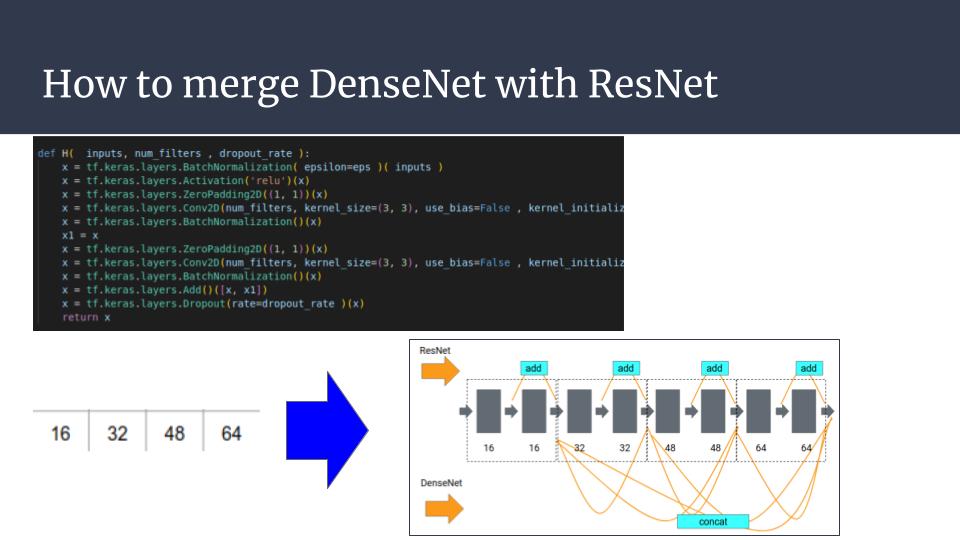 How to merge DenseNet with ResNet
def H(  inputs, num_filters , dropout_rate ):
    x = tf.keras.layers.BatchNormalization( epsilon=eps )( inputs )
    x = tf.keras.layers.Activation('relu')(x)
    x = tf.keras.layers.ZeroPadding2D((1, 1))(x)
    x = tf.keras.layers.Conv2D(num_filters, kernel_size=(3, 3), use_bias=False , kernel_initializ
    x = tf.keras.layers.BatchNormalization()(x)
    x1 = x
    x = tf.keras.layers.ZeroPadding2D((1, 1))(x)
    x = tf.keras.layers.Conv2D(num_filters, kernel_size=(3, 3), use_bias=False , kernel_initializ
    x = tf.keras.layers.BatchNormalization()(x)
    x = tf.keras.layers.Add()([x, x1])
    x = tf.keras.layers.Dropout(rate=dropout_rate )(x)
    return x
16 32 48 64
ResNet
add add add add
16 16 32 32 48 48 64 64
DenseNet
concat